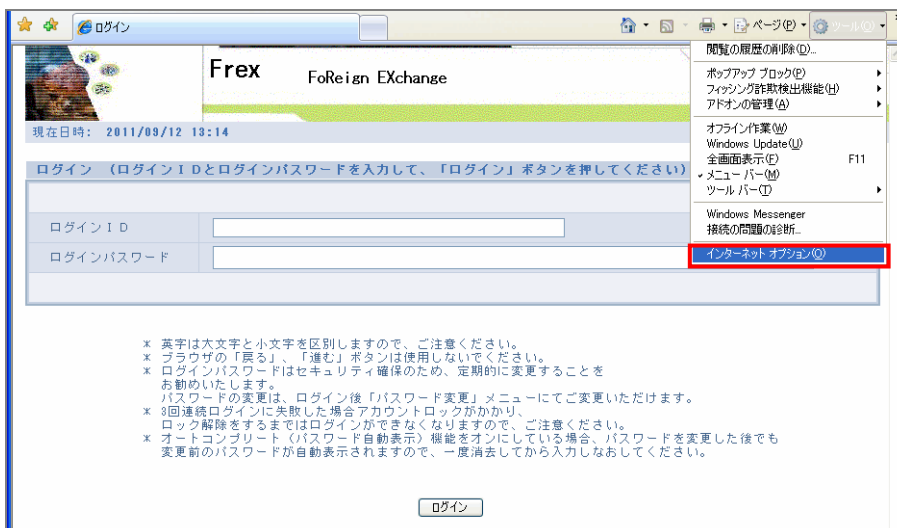 ログイン
ページ(P)
ツール(O)
Frex
FoReign EXchange
現在日時: 2011/09/12 13:14
ログイン （ログインＩＤとログインパスワードを入力して、「ログイン」ボタンを押してください）
ログインＩＤ
ログインパスワード
閲覧の履歴の削除(D)...
ポップアップ ブロック(P)
フィッシング詐欺検出機能(H)
アドオンの管理(A)
オフライン作業(W)
Windows Update(U)
全画面表示(F) F11
メニュー バー(M)
ツール バー(T)
Windows Messenger
接続の問題の診断...
インターネット オプション(O)
* 英字は大文字と小文字を区別しますので、ご注意ください。
* ブラウザの「戻る」、「進む」ボタンは使用しないでください。
* ログインパスワードはセキュリティ確保のため、定期的に変更することを
お勧めいたします。
パスワードの変更は、ログイン後「パスワード変更」メニューにてご変更いただけます。
* 3回連続ログインに失敗した場合アカウントロックがかかり、
ロック解除をするまではログインができなくなりますので、ご注意ください。
* オートコンプリート（パスワード自動表示）機能をオンにしている場合、パスワードを変更した後でも
変更前のパスワードが自動表示されますので、一度消去してから入力しなおしてください。
ログイン